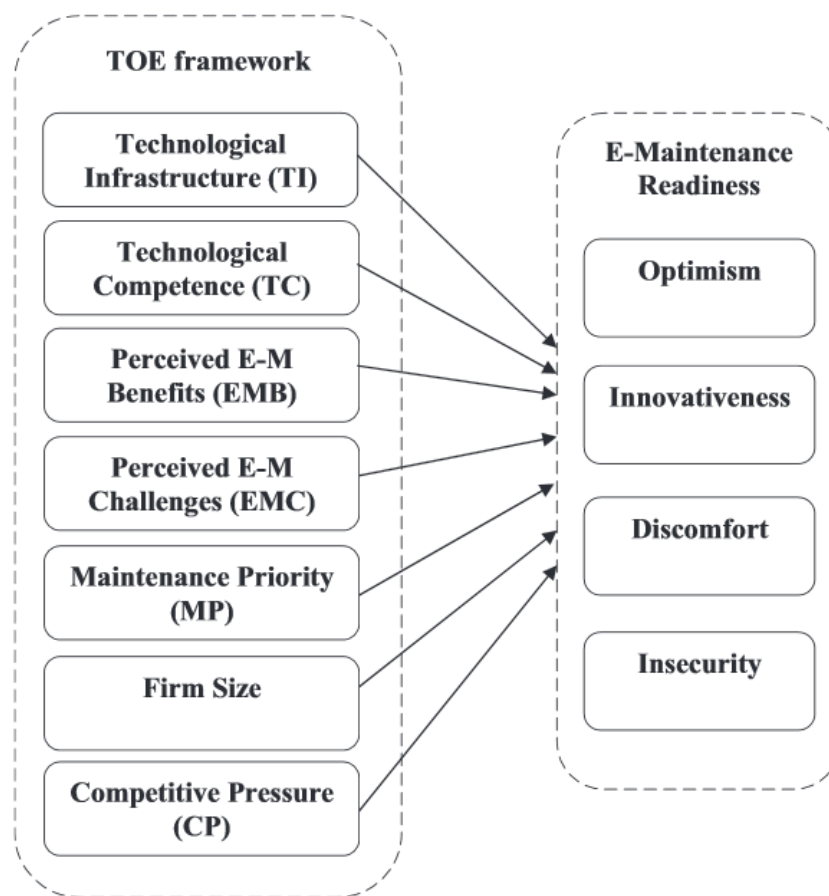 TOE framework
Technological
Infrastructure (TI)
Technological
Competence (TC)
Perceived E-M
Benefits (EMB)
Perceived E-M
Challenges (EMC)
Maintenance Priority
(MP)
Firm Size
Competitive Pressure
(CP)
E-Maintenance
Readiness
Optimism
Innovativeness
Discomfort
Insecurity